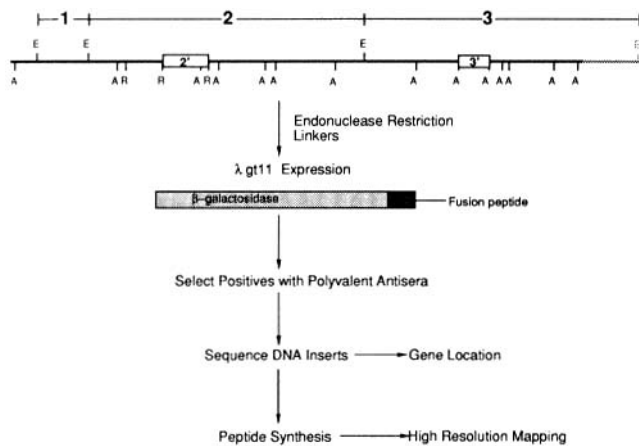 1 2 3
E E E E
2' 3'
A A R R A R A A A A A A A A A A
Endonuclease Restriction
Linkers
λ gt11 Expression
β-galactosidase
Fusion peptide
Select Positives with Polyvalent Antisera
Sequence DNA Inserts Gene Location
Peptide Synthesis High Resolution Mapping